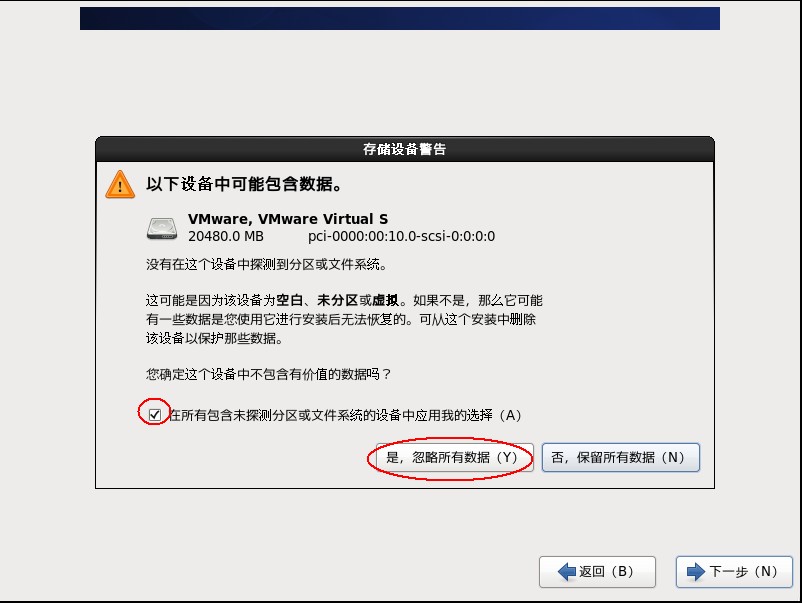 存储设备警告
以下设备中可能包含数据。
VMware, VMware Virtual S
20480.0 MB pci-0000:00:10.0-scsi-0:0:0:0
没有在这个设备中探测到分区或文件系统。
这可能是因为该设备为空白、未分区或虚拟。如果不是，那么它可能
有一些数据是您使用它进行安装后无法恢复的。可从这个安装中删除
该设备以保护那些数据。
您确定这个设备中不包含有价值的数据吗？
在所有包含未探测分区或文件系统的设备中应用我的选择（A）
是，忽略所有数据（Y） 否，保留所有数据（N）
返回（B） 下一步（N）